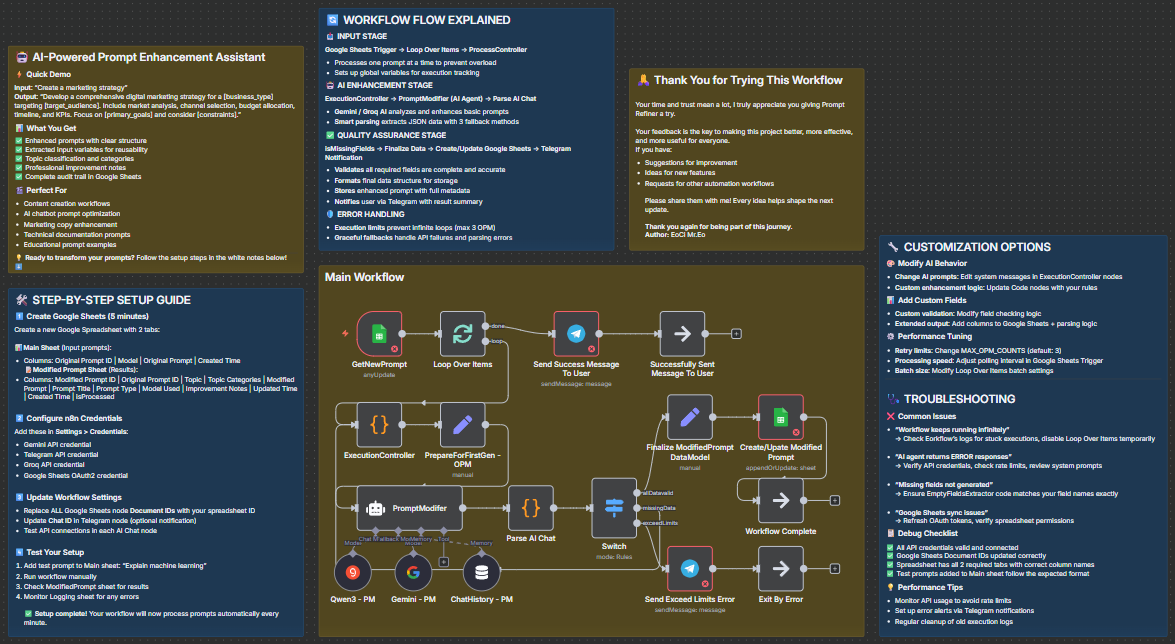 AI-Powered Prompt Enhancement Assistant
Quick Demo
Input: "Create a marketing strategy"
Output: "Develop a comprehensive digital marketing strategy for a [business_type]
targeting [target_audience]. Include market analysis, channel selection, budget allocation,
timeline, and KPIs. Focus on [primary_goals] and consider [constraints]."
What You Get
Enhanced prompts with clear structure
Extracted input variables for reusability
Topic classification and categories
Professional improvement notes
Complete audit trail in Google Sheets
Perfect For
• Content creation workflows
• AI chatbot prompt optimization
• Marketing copy enhancement
• Technical documentation prompts
• Educational prompt examples
Ready to transform your prompts? Follow the setup steps in the white notes below!
STEP-BY-STEP SETUP GUIDE
1 Create Google Sheets (5 minutes)
Create a new Google Spreadsheet with 2 tabs:
Main Sheet (Input prompts):
• Columns: Original Prompt ID | Model | Original Prompt | Created Time
Modified Prompt Sheet (Results):
• Columns: Modified Prompt ID | Original Prompt ID | Topic | Topic Categories | Modified
Prompt | Prompt Title | Prompt Type | Model Used | Improvement Notes | Updated Time
| Created Time | IsProcessed
2 Configure n8n Credentials
Add these in Settings > Credentials:
• Gemini API credential
• Telegram API credential
• Groq API credential
• Google Sheets OAuth2 credential
3 Update Workflow Settings
• Replace ALL Google Sheets node Document IDs with your spreadsheet ID
• Update Chat ID in Telegram node (optional notification)
• Test API connections in each AI Chat node
Test Your Setup
1. Add test prompt to Main sheet: "Explain machine learning"
2. Run workflow manually
3. Check ModifiedPrompt sheet for results
4. Monitor Logging sheet for any errors
Setup complete! Your workflow will now process prompts automatically every
minute.
WORKFLOW FLOW EXPLAINED
INPUT STAGE
Google Sheets Trigger → Loop Over Items → ProcessController
• Processes one prompt at a time to prevent overload
• Sets up global variables for execution tracking
AI ENHANCEMENT STAGE
ExecutionController → PromptModifier (AI Agent) → Parse AI Chat
• Gemini / Groq AI analyzes and enhances basic prompts
• Smart parsing extracts JSON data with 3 fallback methods
QUALITY ASSURANCE STAGE
IsMissingFields → Finalize Data → Create/Update Google Sheets → Telegram
Notification
• Validates all required fields are complete and accurate
• Formats final data structure for storage
• Stores enhanced prompt with full metadata
• Notifies user via Telegram with result summary
ERROR HANDLING
• Execution limits prevent infinite loops (max 3 OPM)
• Graceful fallbacks handle API failures and parsing errors
Thank You for Trying This Workflow
Your time and trust mean a lot, I truly appreciate you giving Prompt
Refiner a try.
Your feedback is the key to making this project better, more effective,
and more useful for everyone.
If you have:
• Suggestions for improvement
• Ideas for new features
• Requests for other automation workflows
Please share them with me! Every idea helps shape the next
update.
Thank you again for being part of this journey.
Author: EoCi Mr.Eo
Main Workflow
GetNewPrompt
anyUpdate
Loop Over Items
done
loop
Send Success Message
To User
sendMessage: message
Successfully Sent
Message To User
ExecutionController
PrepareForFirstGen -
OPM
manual
Finalize ModifiedPrompt
DataModel
manual
Create/Upate Modified
Prompt
appendOrUpdate: sheet
PromptModifer
Parse AI Chat
Switch
mode: Rules
allDataValid
missingData
exceedLimits
Workflow Complete
Tool
Memory
Qwen3 - PM
Gemini - PM
ChatHistory - PM
Send Exceed Limits Error
sendMessage: message
Exit By Error
CUSTOMIZATION OPTIONS
Modify AI Behavior
• Change AI prompts: Edit system messages in ExecutionController nodes
• Custom enhancement logic: Update Code nodes with your rules
Add Custom Fields
• Custom validation: Modify field checking logic
• Extended output: Add columns to Google Sheets + parsing logic
Performance Tuning
• Retry limits: Change MAX_OPM_COUNTS (default: 3)
• Processing speed: Adjust polling interval in Google Sheets Trigger
• Batch size: Modify Loop Over Items batch settings
TROUBLESHOOTING
Common Issues
• "Workflow keeps running infinitely"
→ Check Eorkflow's logs for stuck executions, disable Loop Over Items temporarily
• "AI agent returns ERROR responses"
→ Verify API credentials, check rate limits, review system prompts
• "Missing fields not generated"
→ Ensure EmptyFieldsExtractor code matches your field names exactly
• "Google Sheets sync issues"
→ Refresh OAuth tokens, verify spreadsheet permissions
Debug Checklist
All API credentials valid and connected
Google Sheets Document IDs updated correctly
Spreadsheet has all 2 required tabs with correct column names
Test prompts added to Main sheet follow the expected format
Performance Tips
• Monitor API usage to avoid rate limits
• Set up error alerts via Telegram notifications
• Regular cleanup of old execution logs